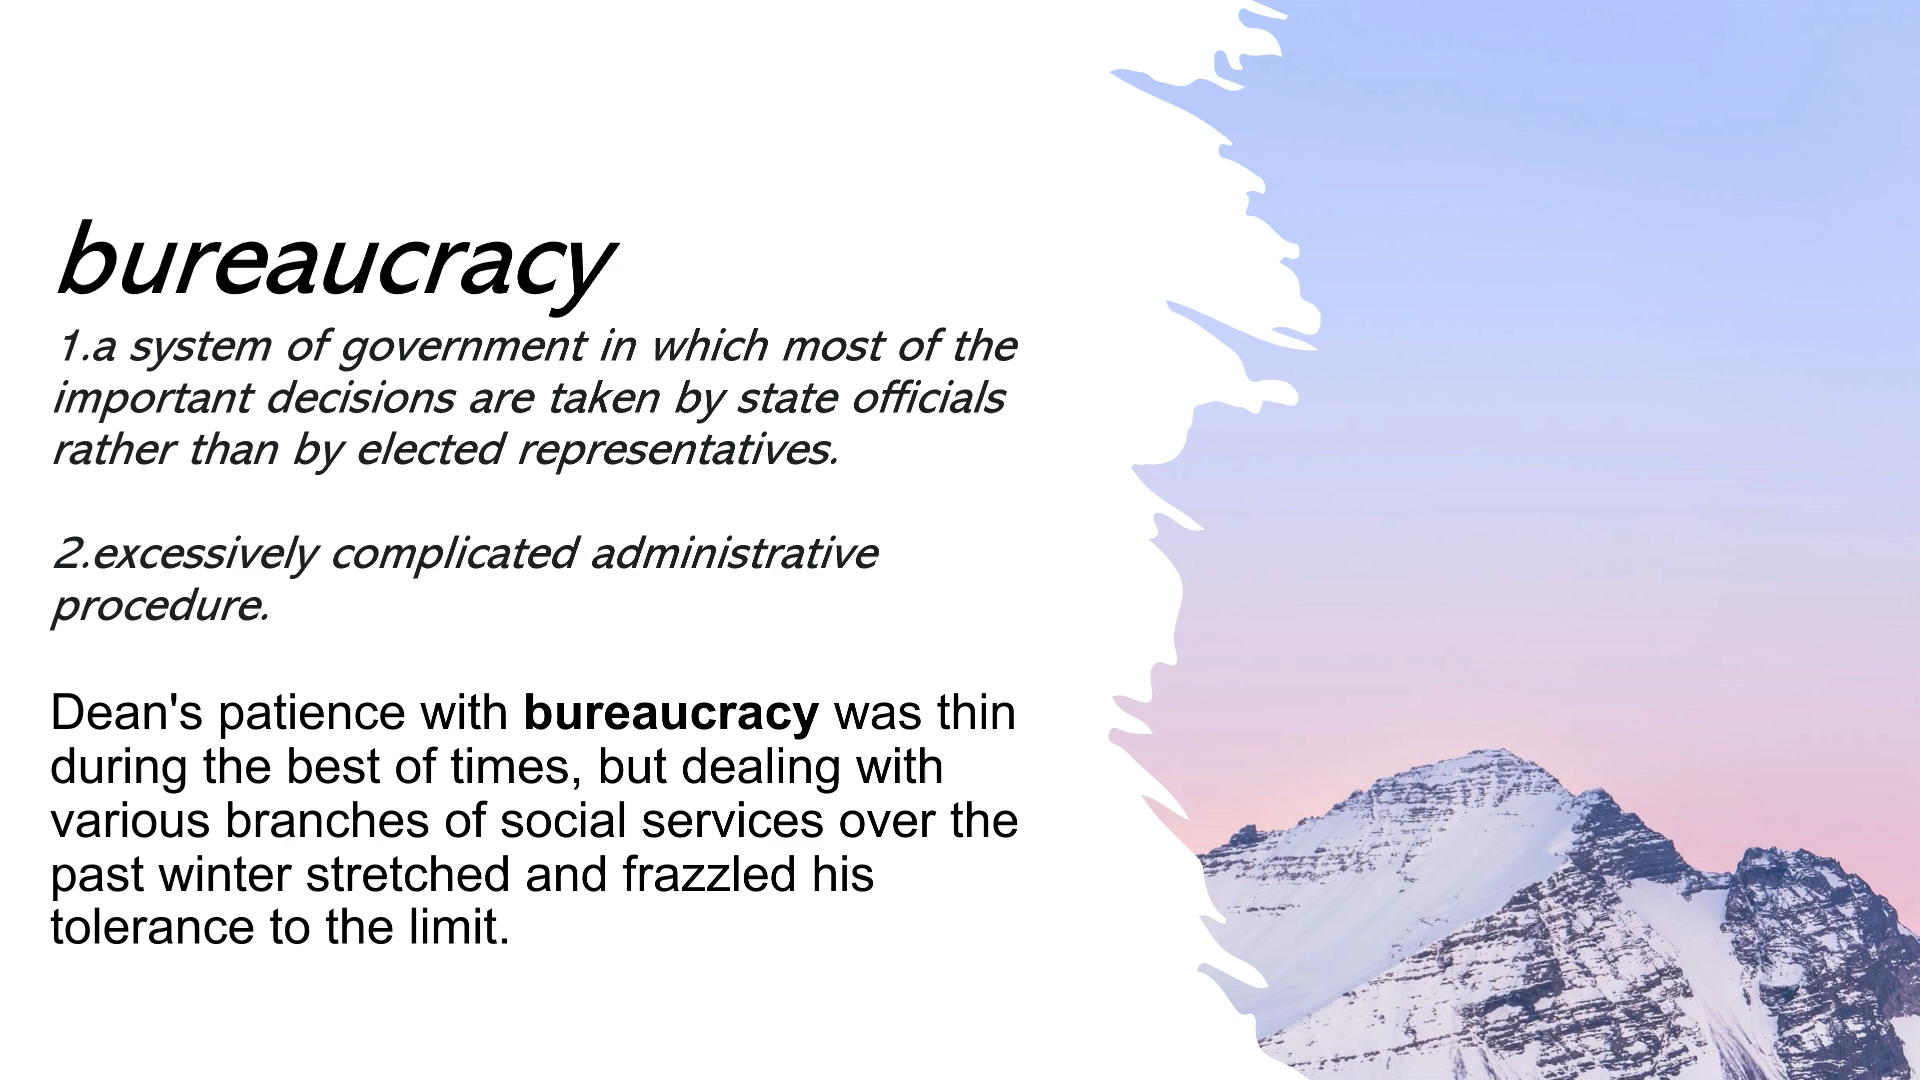 bureaucracy
1.a system of government in which most of the
important decisions are taken by state officials
rather than by elected representatives.
2.excessively complicated administrative
procedure.
Dean's patience with bureaucracy was thin
during the best of times, but dealing with
various branches of social services over the
past winter stretched and frazzled his
tolerance to the limit.